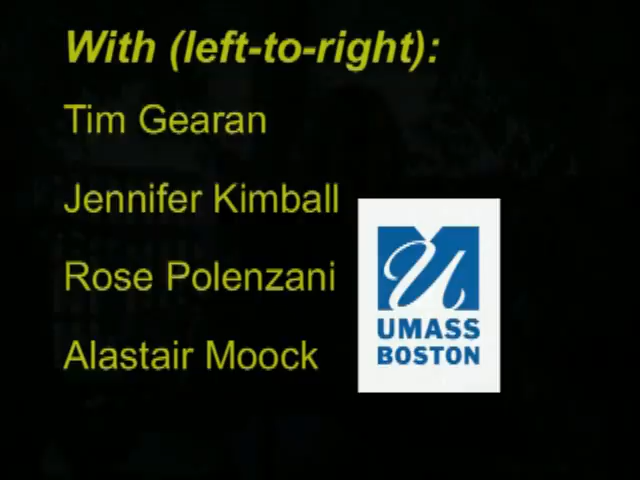 With (left-to-right):
Tim Gearan
Jennifer Kimball
Rose Polenzani
Alastair Moock
U
UMASS
BOSTON